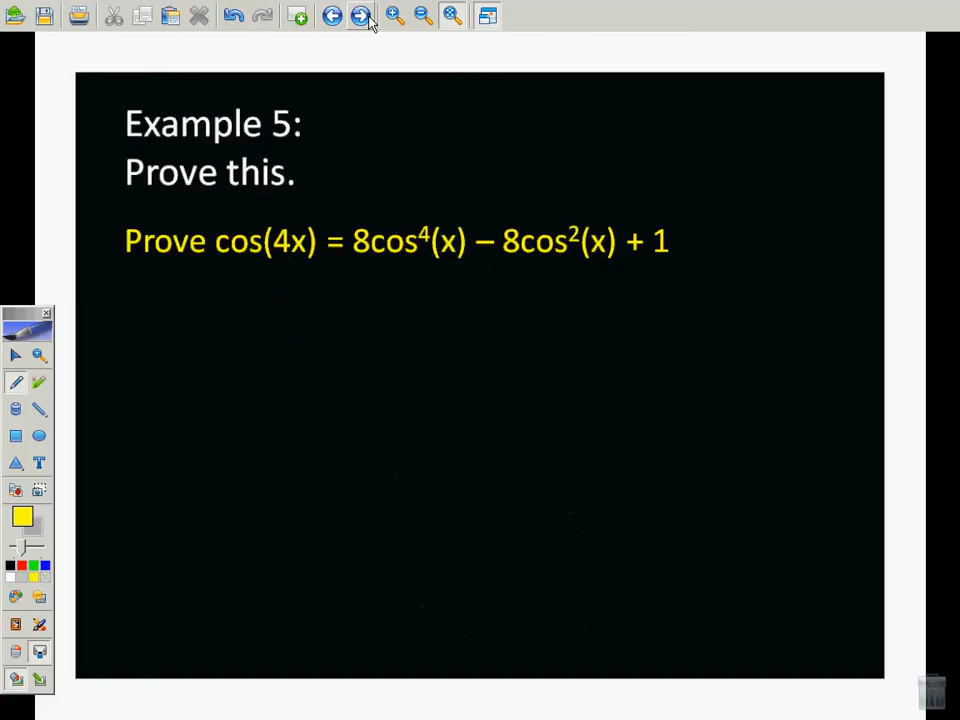 Example 5:
Prove this.
Prove cos(4x) = 8cos⁴(x) – 8cos²(x) + 1